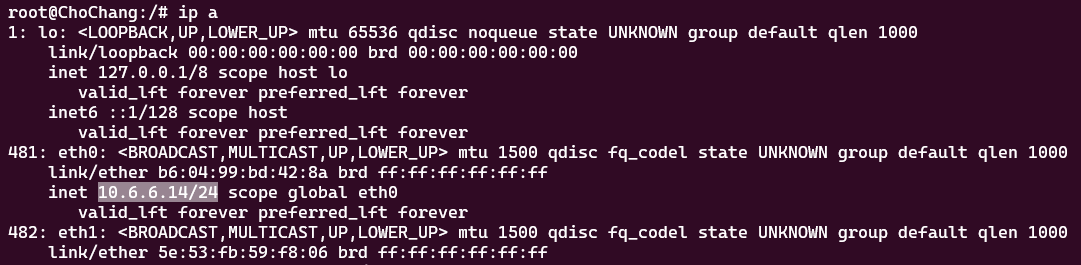 root@ChoChang:/# ip a
1: lo: <LOOPBACK,UP,LOWER_UP> mtu 65536 qdisc noqueue state UNKNOWN group default qlen 1000
    link/loopback 00:00:00:00:00:00 brd 00:00:00:00:00:00
    inet 127.0.0.1/8 scope host lo
       valid_lft forever preferred_lft forever
    inet6 ::1/128 scope host
       valid_lft forever preferred_lft forever
481: eth0: <BROADCAST,MULTICAST,UP,LOWER_UP> mtu 1500 qdisc fq_codel state UNKNOWN group default qlen 1000
    link/ether b6:04:99:bd:42:8a brd ff:ff:ff:ff:ff:ff
    inet 10.6.6.14/24 scope global eth0
       valid_lft forever preferred_lft forever
482: eth1: <BROADCAST,MULTICAST,UP,LOWER_UP> mtu 1500 qdisc fq_codel state UNKNOWN group default qlen 1000
    link/ether 5e:53:fb:59:f8:06 brd ff:ff:ff:ff:ff:ff